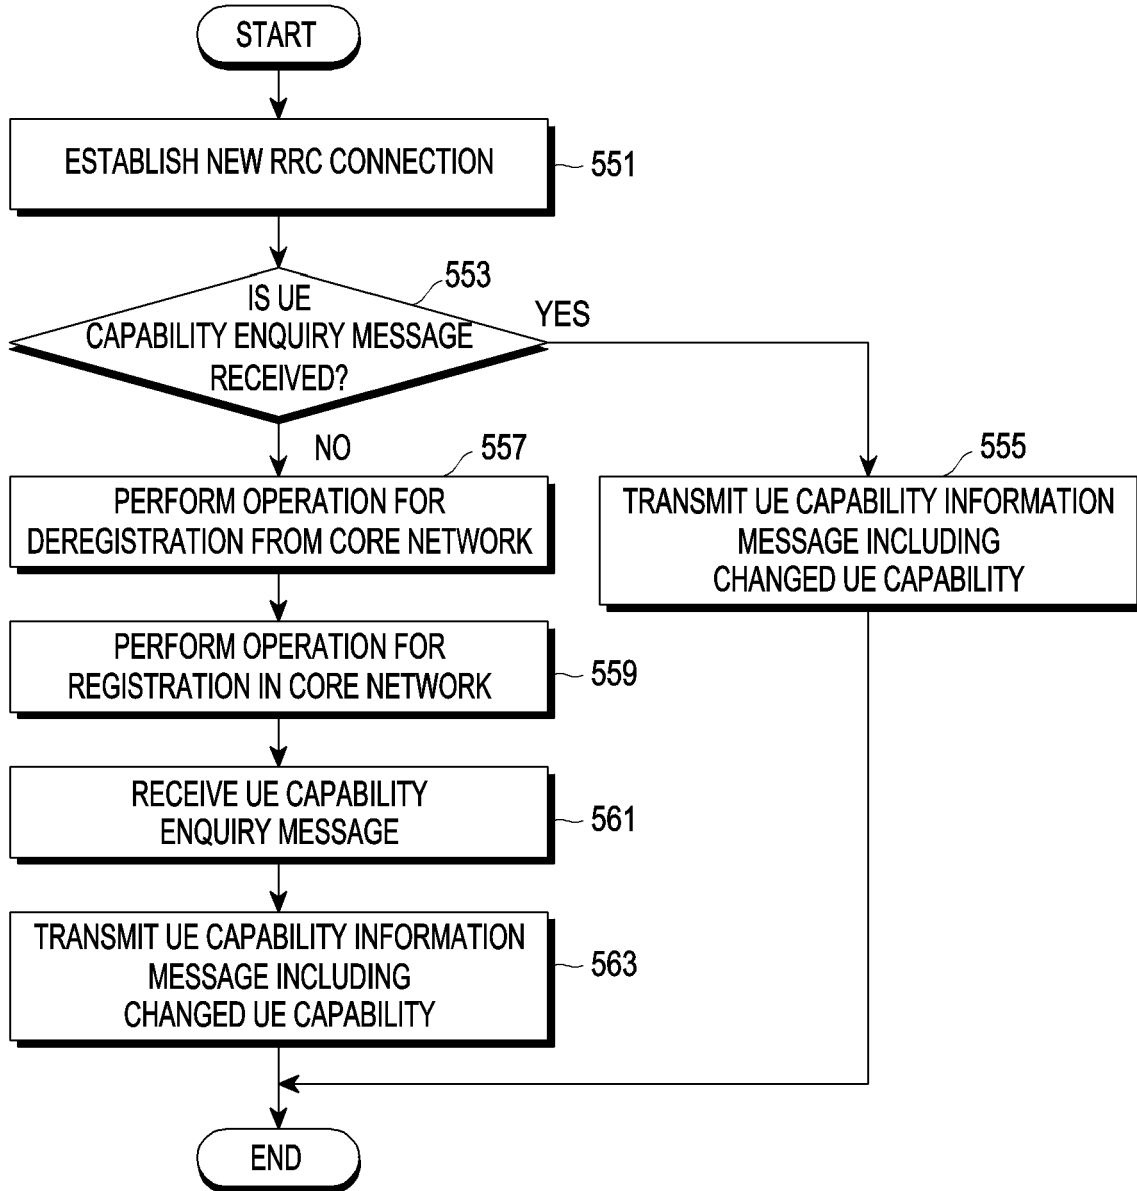 START
ESTABLISH NEW RRC CONNECTION
551
553
IS UE
CAPABILITY ENQUIRY MESSAGE
RECEIVED?
YES
NO
557
PERFORM OPERATION FOR
DEREGISTRATION FROM CORE NETWORK
555
TRANSMIT UE CAPABILITY INFORMATION
MESSAGE INCLUDING
CHANGED UE CAPABILITY
PERFORM OPERATION FOR
REGISTRATION IN CORE NETWORK
559
RECEIVE UE CAPABILITY
ENQUIRY MESSAGE
561
TRANSMIT UE CAPABILITY INFORMATION
MESSAGE INCLUDING
CHANGED UE CAPABILITY
563
END